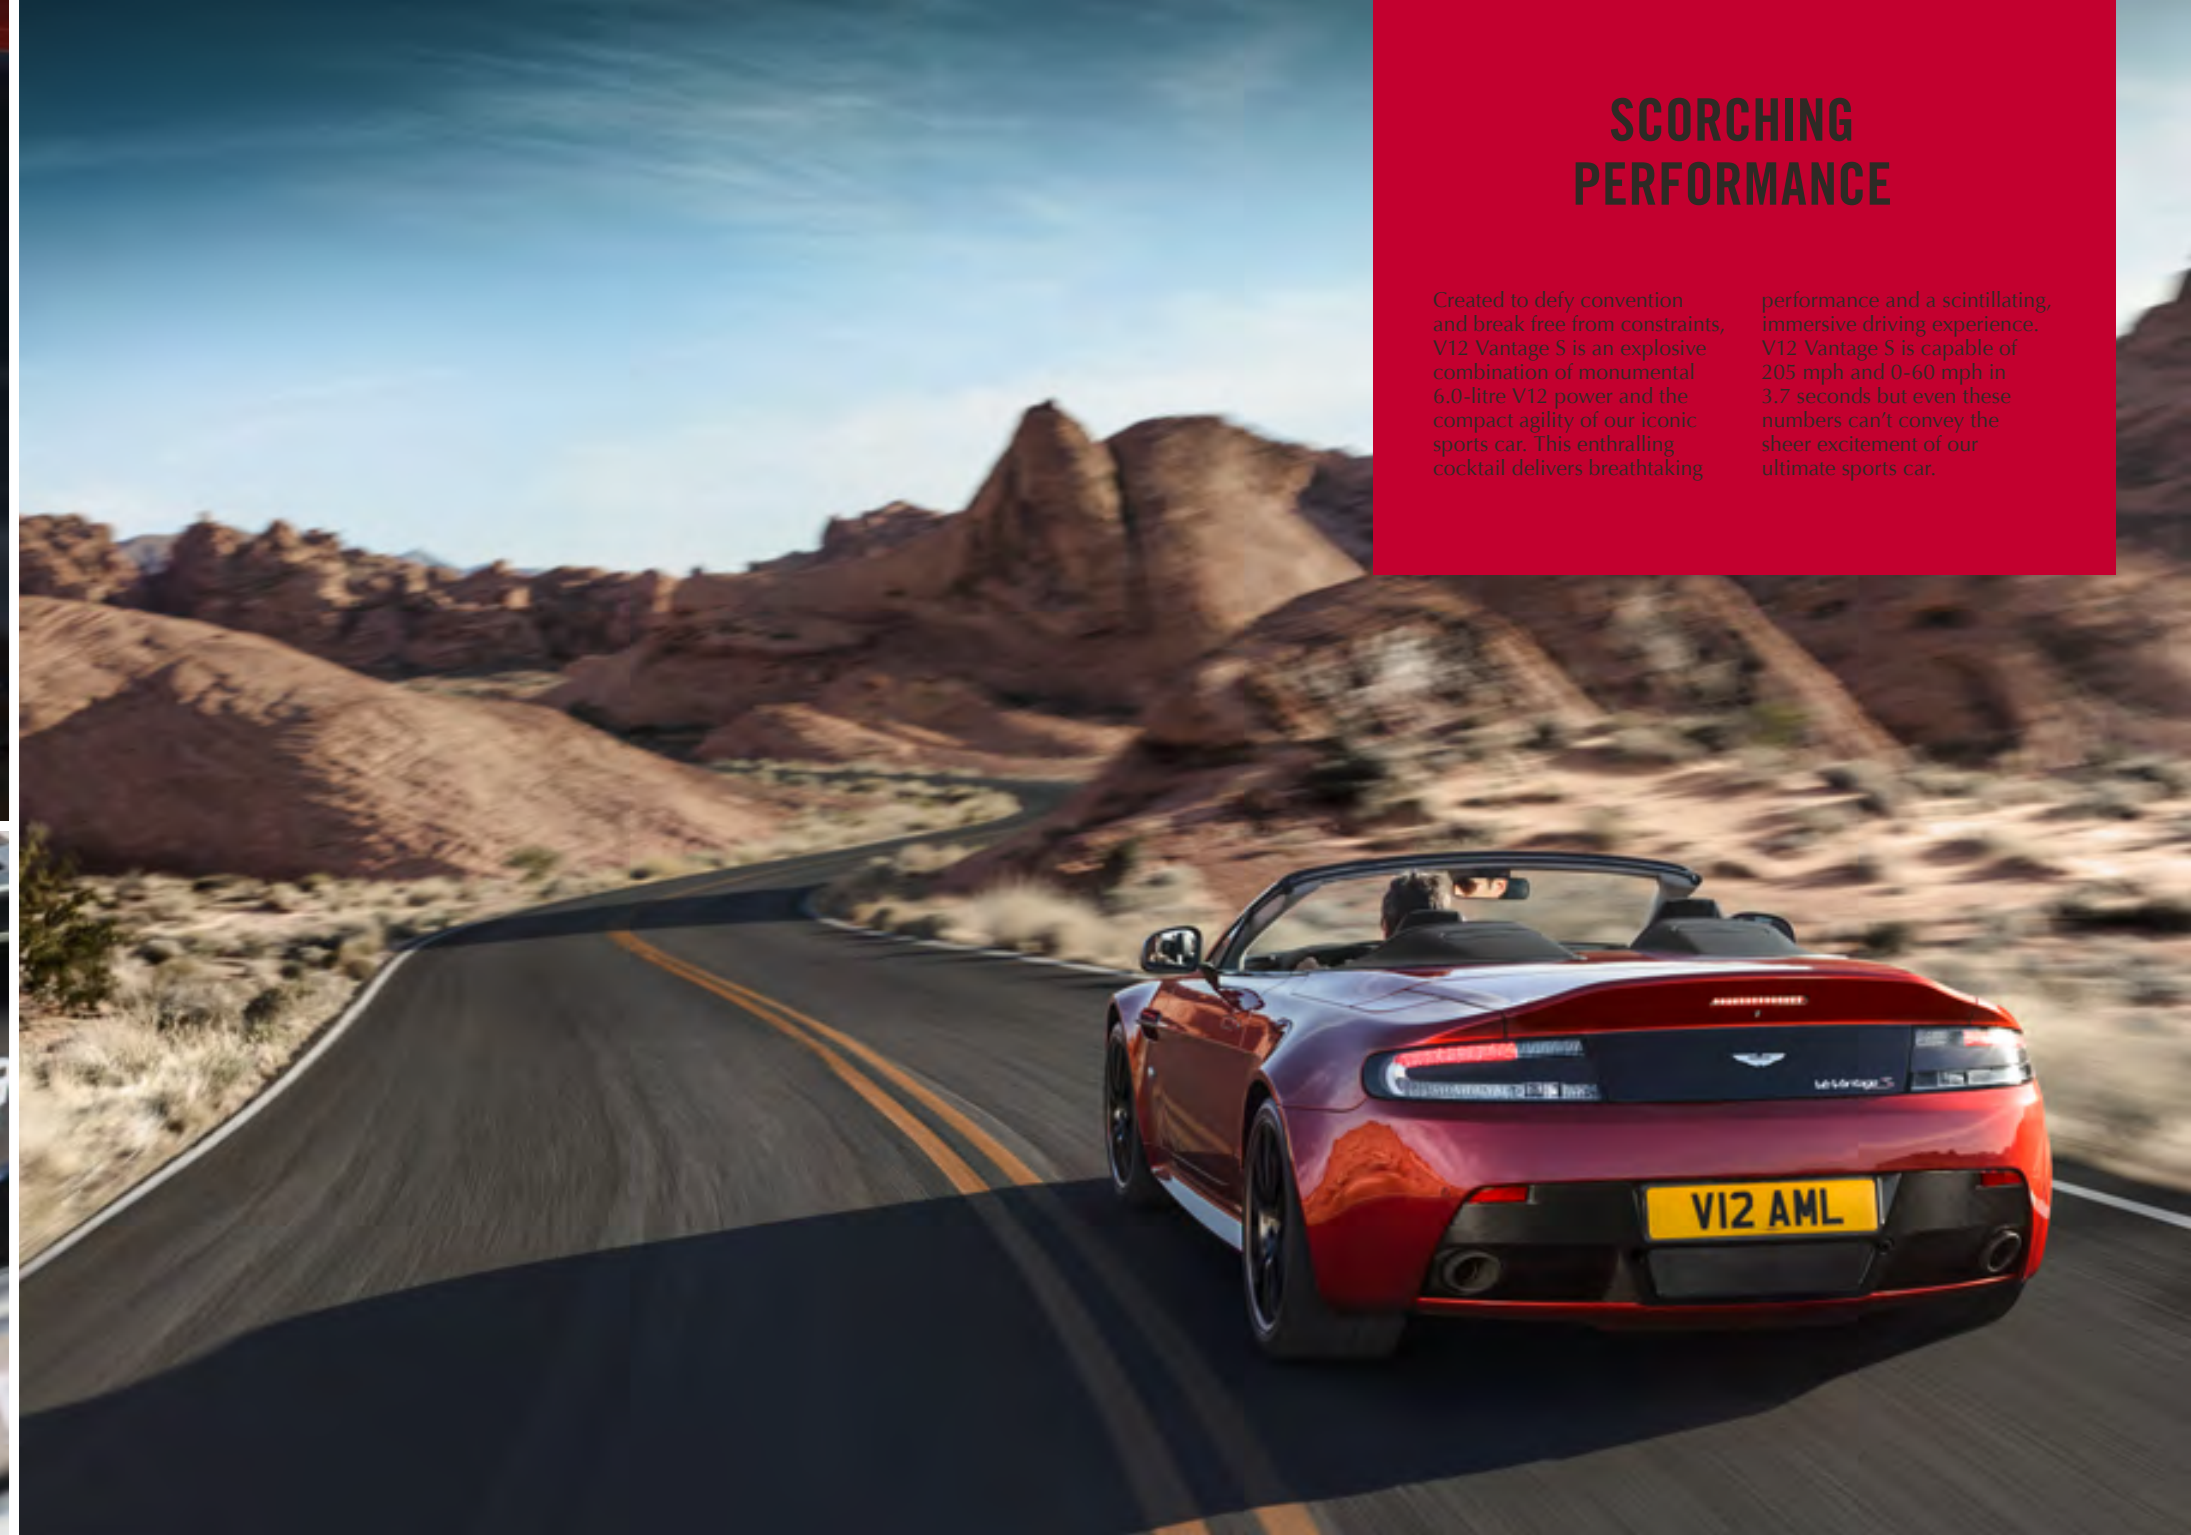 SCORCHING
PERFORMANCE
Created to defy convention
and break free from constraints,
V12 Vantage S is an explosive
combination of monumental
6.0-litre V12 power and the
compact agility of our iconic
sports car. This enthralling
cocktail delivers breathtaking
performance and a scintillating,
immersive driving experience.
V12 Vantage S is capable of
205 mph and 0-60 mph in
3.7 seconds but even these
numbers can’t convey the
sheer excitement of our
ultimate sports car.
V12 Vantage S
V12 AML